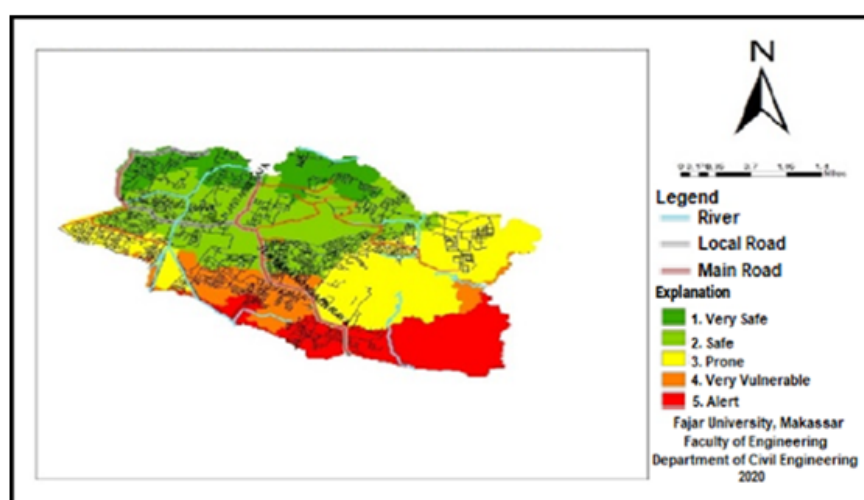 N
Miles
Legend
River
Local Road
Main Road
Explanation
1. Very Safe
2. Safe
3. Prone
4. Very Vulnerable
5. Alert
Fajar University, Makassar
Faculty of Engineering
Department of Civil Engineering
2020